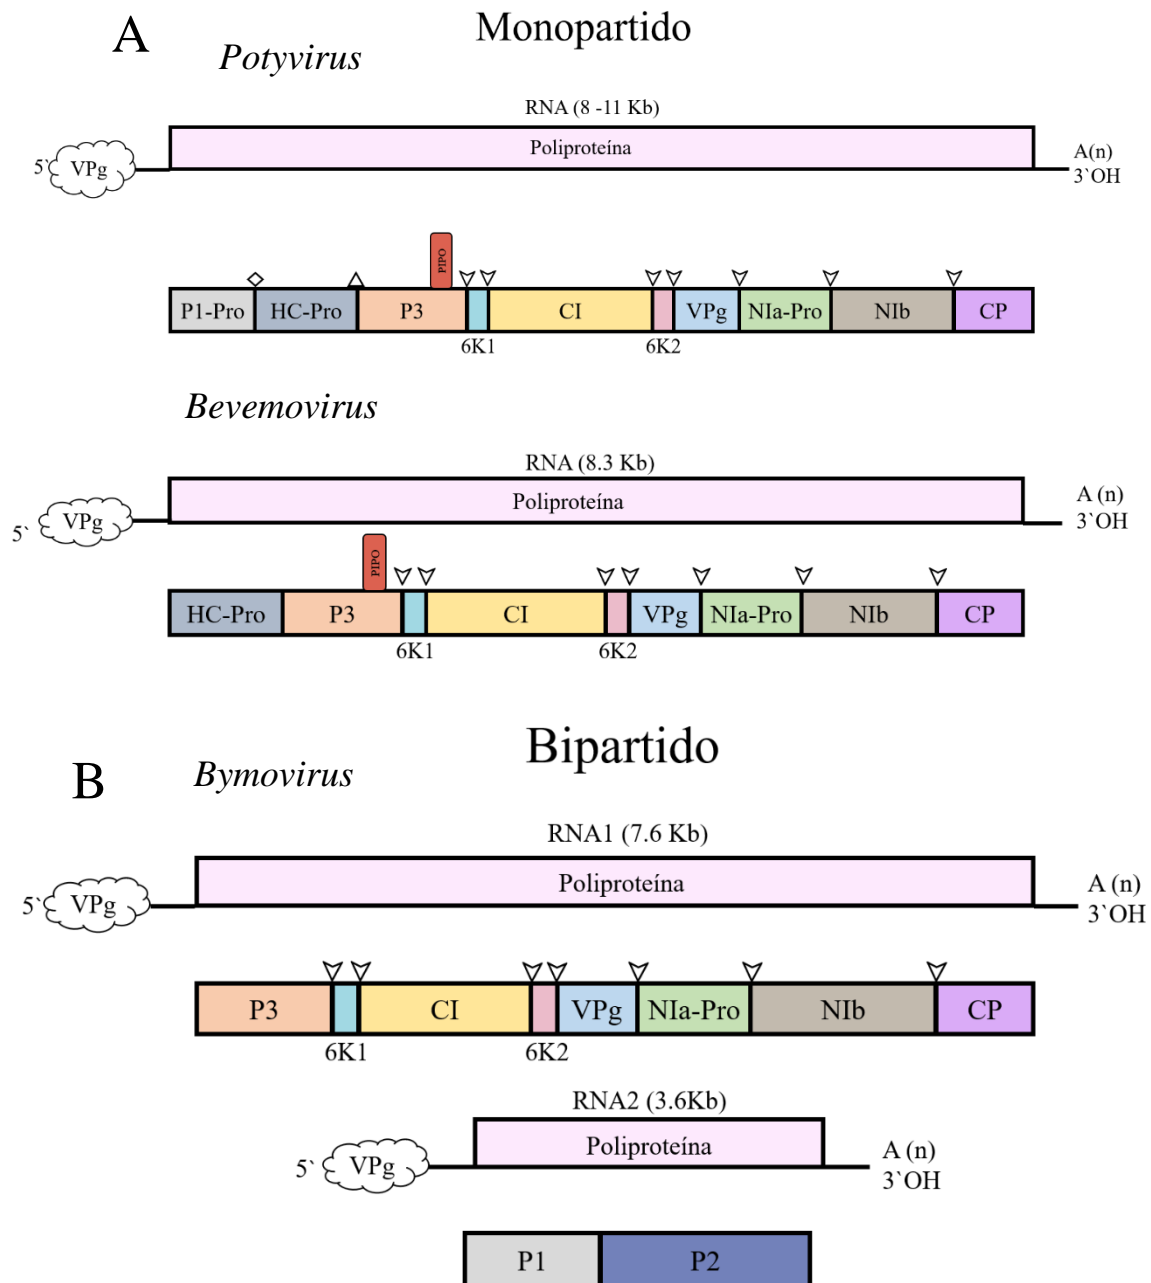 A
Monopartido
Potyvirus
RNA (8 -11 Kb)
Poliproteína
5` VPg
A(n)
3`OH
PIPO
P1-Pro HC-Pro P3 CI VPg NIa-Pro NIb CP
6K1 6K2
Bevemovirus
RNA (8.3 Kb)
Poliproteína
5` VPg
A (n)
3`OH
PIPO
HC-Pro P3 CI VPg NIa-Pro NIb CP
6K1 6K2
Bipartido
B
Bymovirus
RNA1 (7.6 Kb)
Poliproteína
5` VPg
A (n)
3`OH
P3 CI VPg NIa-Pro NIb CP
6K1 6K2
RNA2 (3.6Kb)
Poliproteína
5` VPg
A (n)
3`OH
P1 P2